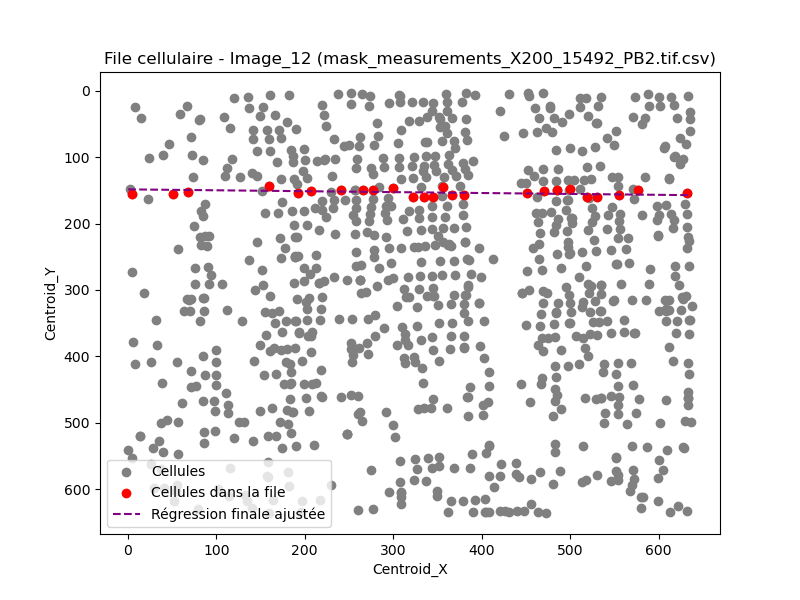 File cellulaire - Image_12 (mask_measurements_X200_15492_PB2.tif.csv)
0
100
200
300
400
500
600
Centroid_Y
Cellules
Cellules dans la file
Régression finale ajustée
0 100 200 300 400 500 600
Centroid_X